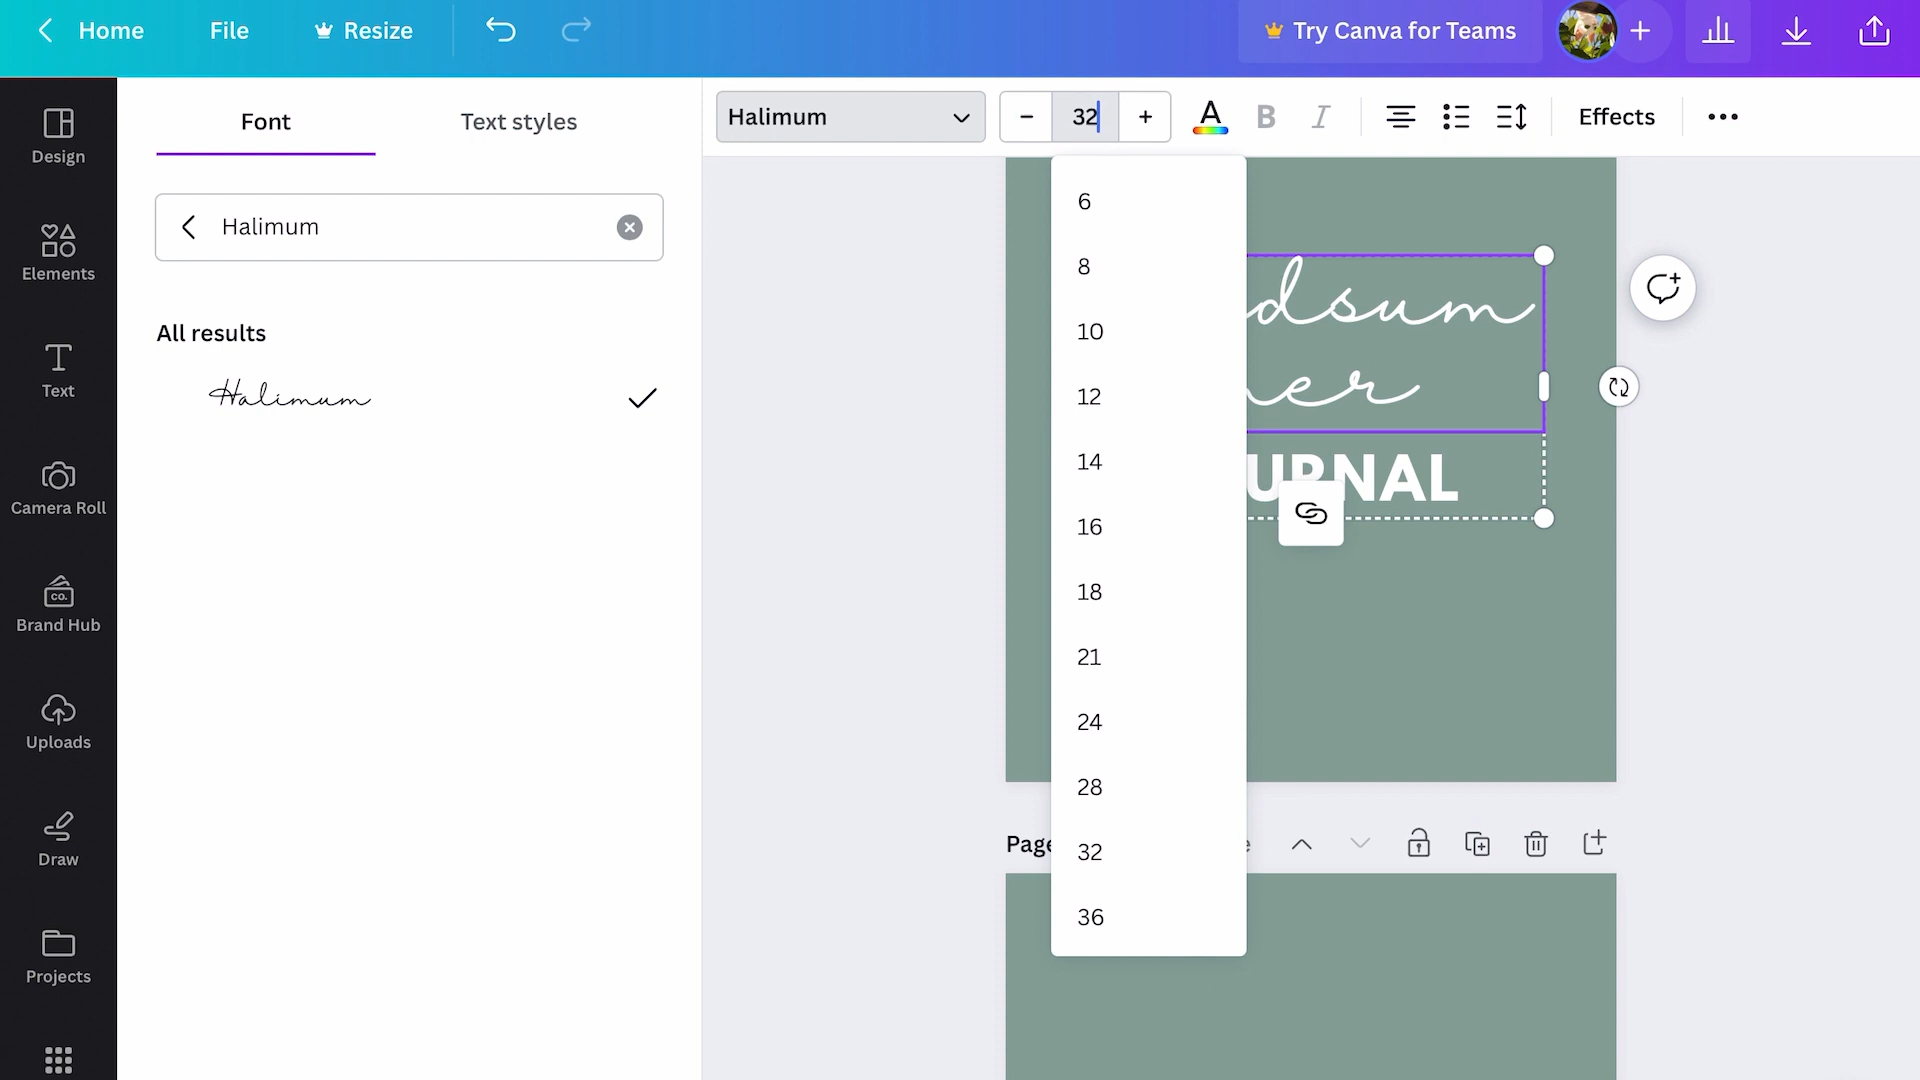 Home File Resize Try Canva for Teams
Font Text styles Halimum 32 A B I Effects
Design
Halimum
Elements
All results
Halimum
Text
Camera Roll
Brand Hub
CO.
Uploads
Draw
Projects
6
8
10
12
14
16
18
21
24
28
32
36
dsum
er
URNAL
Page